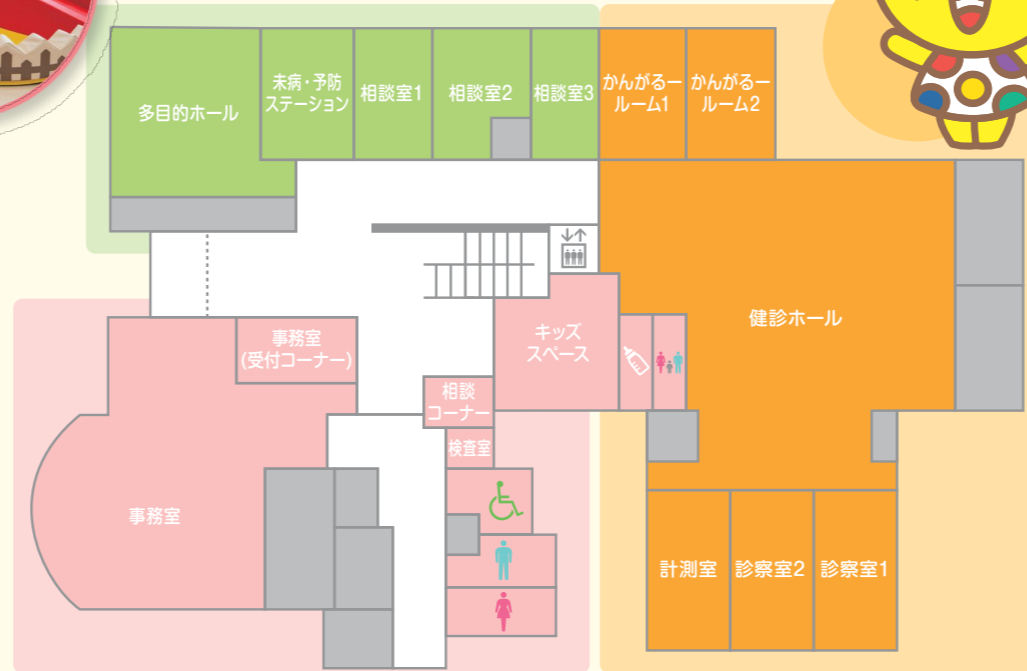 多目的ホール
未病・予防
ステーション
相談室1
相談室2
相談室3
かんがるー
ルーム1
かんがるー
ルーム2
健診ホール
キッズ
スペース
事務室
(受付コーナー)
相談
コーナー
検査室
事務室
計測室
診察室2
診察室1